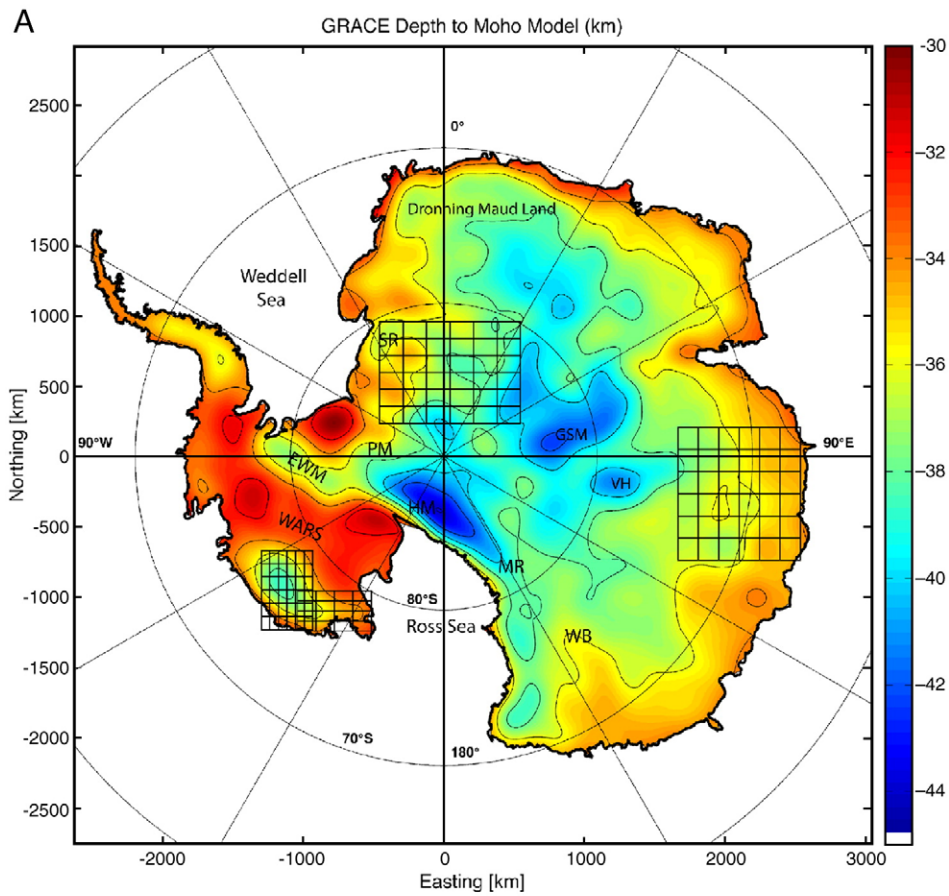 A
GRACE Depth to Moho Model (km)
-30
2500
0°
−32
2000
Dronning Maud Land
1500
Weddell
Sea
−34
1000
SR
500
GSM
−36
90°W
PM
90°E
0
EWM
VH
HM
−38
-500
WARS
MR
-1000
80°S
Ross Sea
WB
−40
-1500
70°S
180°
−42
-2000
−44
-2500
-2000
-1000
0
1000
2000
3000
Northing [km]
Easting [km]